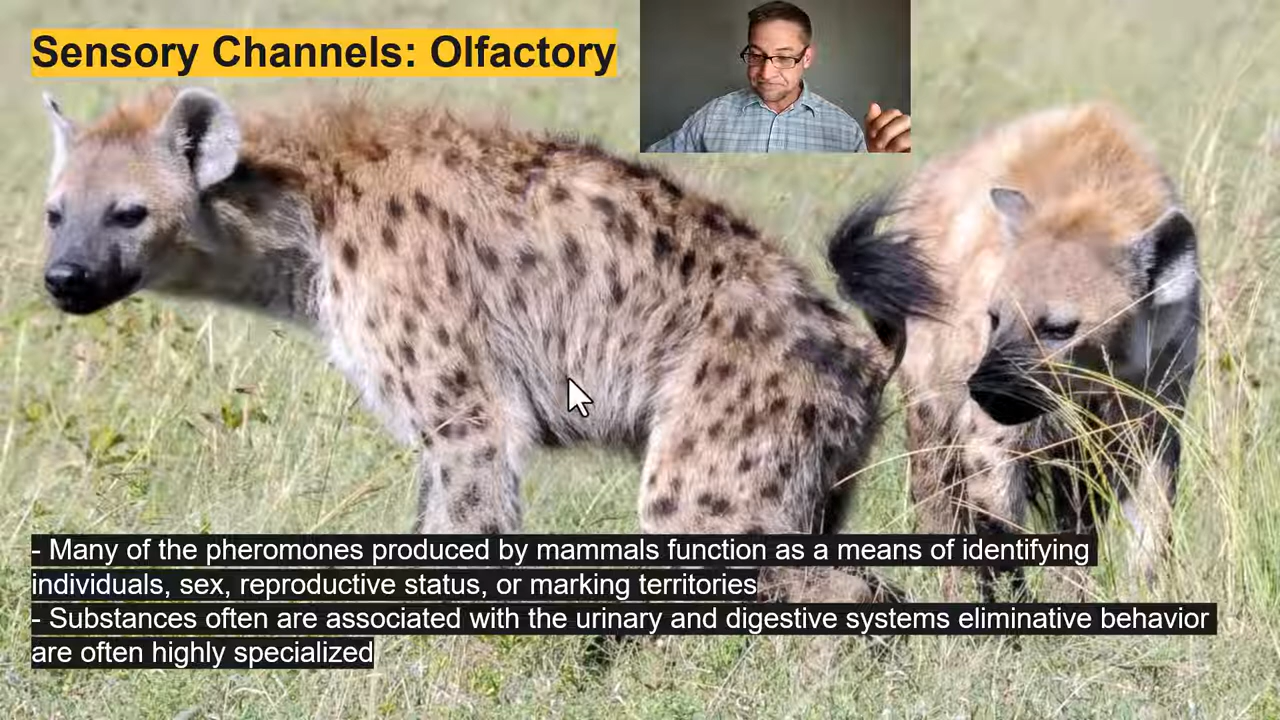 Sensory Channels: Olfactory
- Many of the pheromones produced by mammals function as a means of identifying
individuals, sex, reproductive status, or marking territories
- Substances often are associated with the urinary and digestive systems eliminative behavior
are often highly specialized